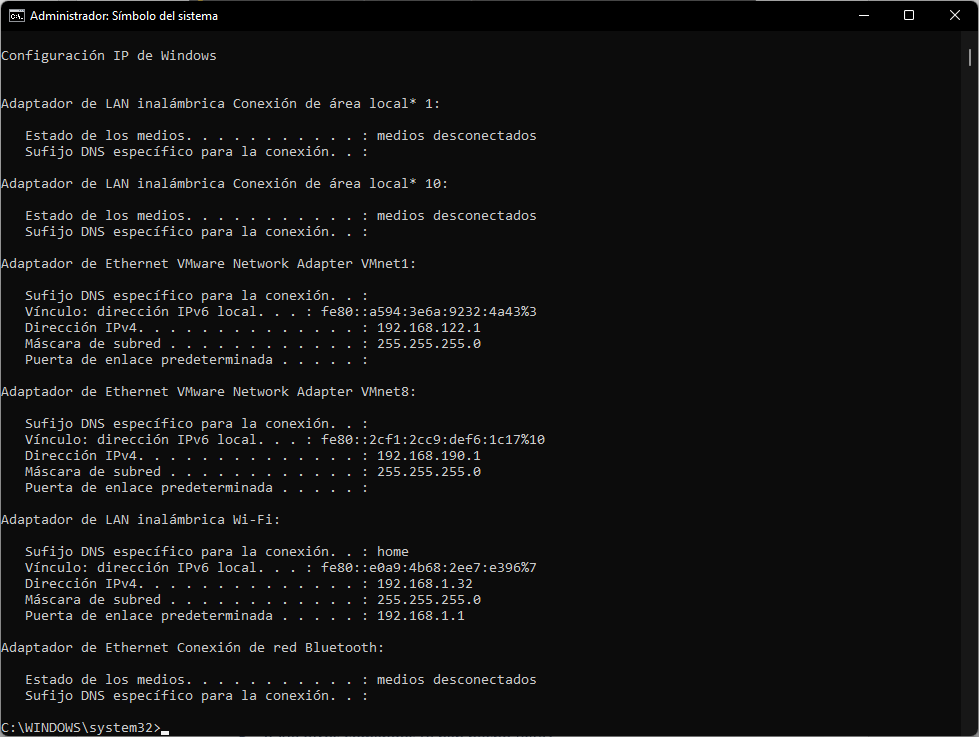 Administrador: Símbolo del sistema
Configuración IP de Windows
Adaptador de LAN inalámbrica Conexión de área local* 1:
   Estado de los medios. . . . . . . . . . . : medios desconectados
   Sufijo DNS específico para la conexión. . :
Adaptador de LAN inalámbrica Conexión de área local* 10:
   Estado de los medios. . . . . . . . . . . : medios desconectados
   Sufijo DNS específico para la conexión. . :
Adaptador de Ethernet VMware Network Adapter VMnet1:
   Sufijo DNS específico para la conexión. . :
   Vínculo: dirección IPv6 local. . . : fe80::a594:3e6a:9232:4a43%3
   Dirección IPv4. . . . . . . . . . . . . . : 192.168.122.1
   Máscara de subred . . . . . . . . . . . . : 255.255.255.0
   Puerta de enlace predeterminada . . . . . :
Adaptador de Ethernet VMware Network Adapter VMnet8:
   Sufijo DNS específico para la conexión. . :
   Vínculo: dirección IPv6 local. . . : fe80::2cf1:2cc9:def6:1c17%10
   Dirección IPv4. . . . . . . . . . . . . . : 192.168.190.1
   Máscara de subred . . . . . . . . . . . . : 255.255.255.0
   Puerta de enlace predeterminada . . . . . :
Adaptador de LAN inalámbrica Wi-Fi:
   Sufijo DNS específico para la conexión. . : home
   Vínculo: dirección IPv6 local. . . : fe80::e0a9:4b68:2ee7:e396%7
   Dirección IPv4. . . . . . . . . . . . . . : 192.168.1.32
   Máscara de subred . . . . . . . . . . . . : 255.255.255.0
   Puerta de enlace predeterminada . . . . . : 192.168.1.1
Adaptador de Ethernet Conexión de red Bluetooth:
   Estado de los medios. . . . . . . . . . . : medios desconectados
   Sufijo DNS específico para la conexión. . :
C:\WINDOWS\system32>